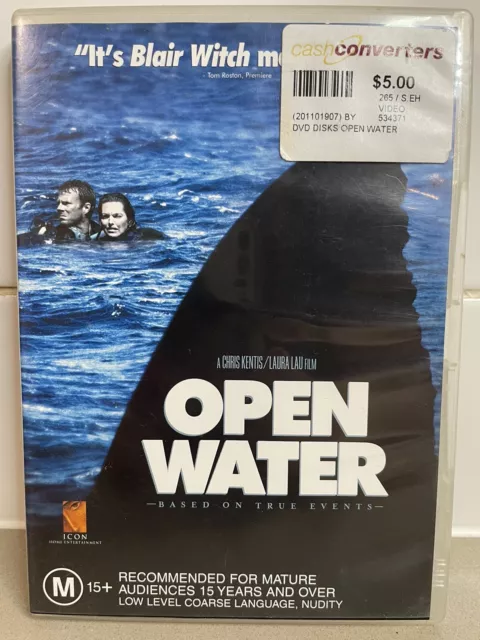 “It's Blair Witch me
- Tom Roston, Premiere
cashconverters
$5.00
265 / S.EH
VIDEO
(201101907) BY 534371
DVD DISKS OPEN WATER
A CHRIS KENTIS/LAURA LAU FILM
OPEN
WATER
—BASED ON TRUE EVENTS—
ICON
HOME ENTERTAINMENT
M 15+
RECOMMENDED FOR MATURE
AUDIENCES 15 YEARS AND OVER
LOW LEVEL COARSE LANGUAGE, NUDITY